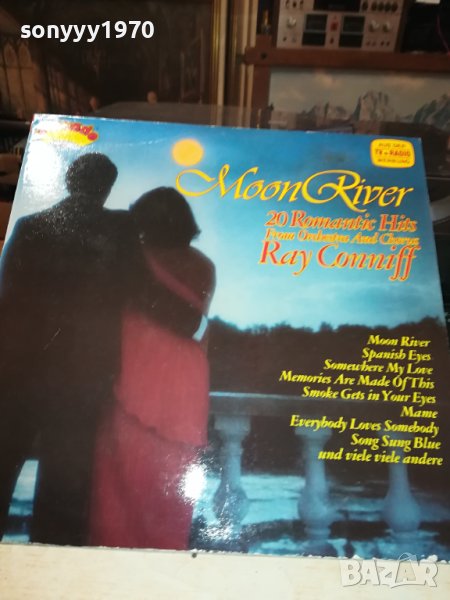 sonyyy1970
TV + RADIO
Moon River
20 Romantic Hits
From Orchestra And Chorus
Ray Conniff
Moon River
Spanish Eyes
Somewhere My Love
Memories Are Made Of This
Smoke Gets in Your Eyes
Mame
Everybody Loves Somebody
Song Sung Blue
und viele viele andere
BAZAR